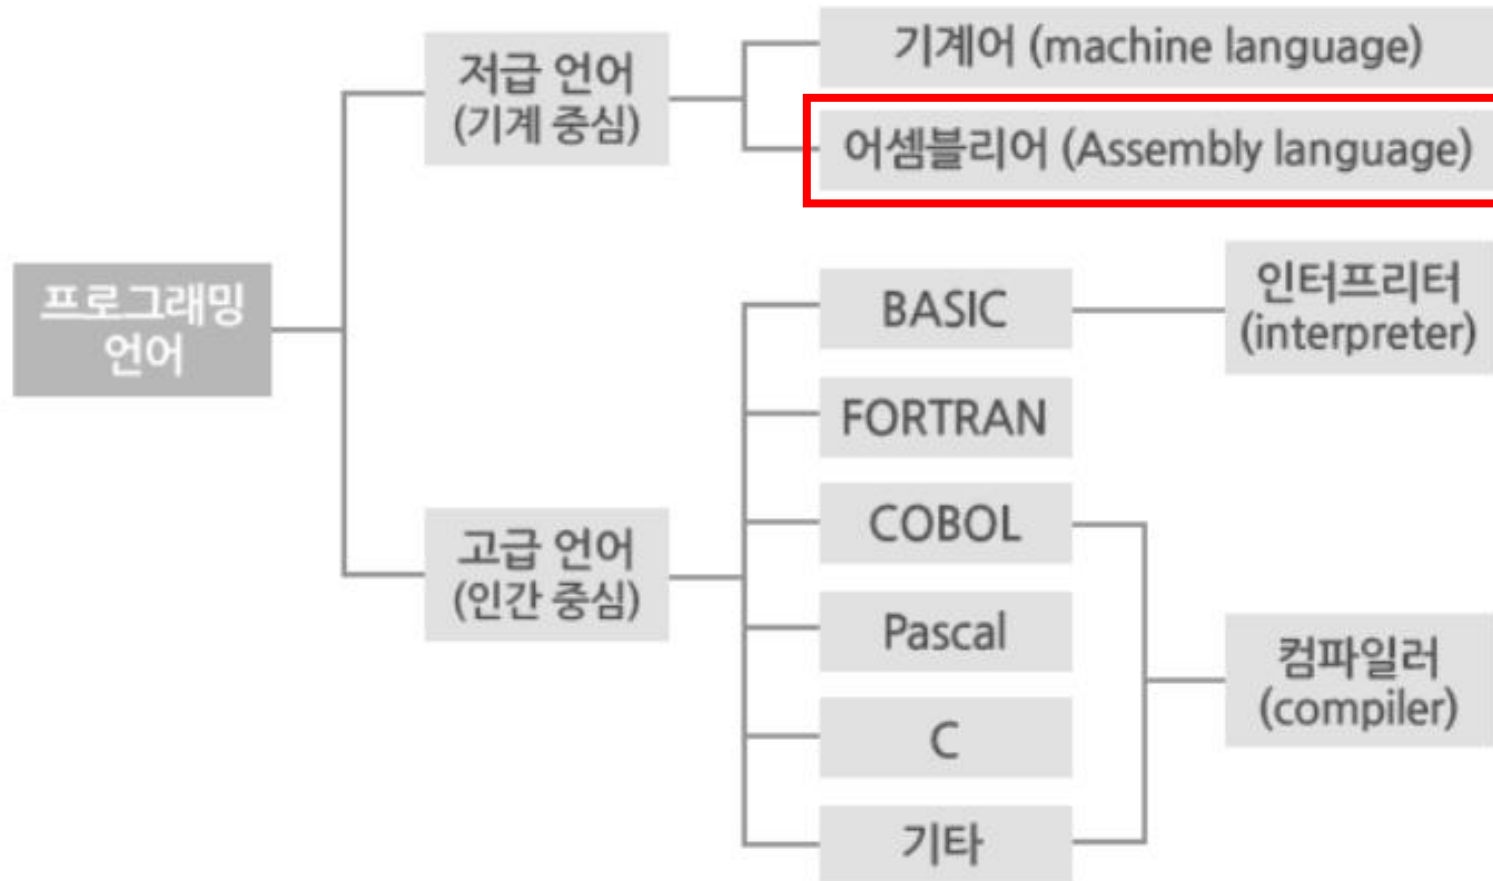 프로그래밍
언어
저급 언어
(기계 중심)
기계어 (machine language)
어셈블리어 (Assembly language)
고급 언어
(인간 중심)
BASIC
인터프리터
(interpreter)
FORTRAN
COBOL
Pascal
C
기타
컴파일러
(compiler)